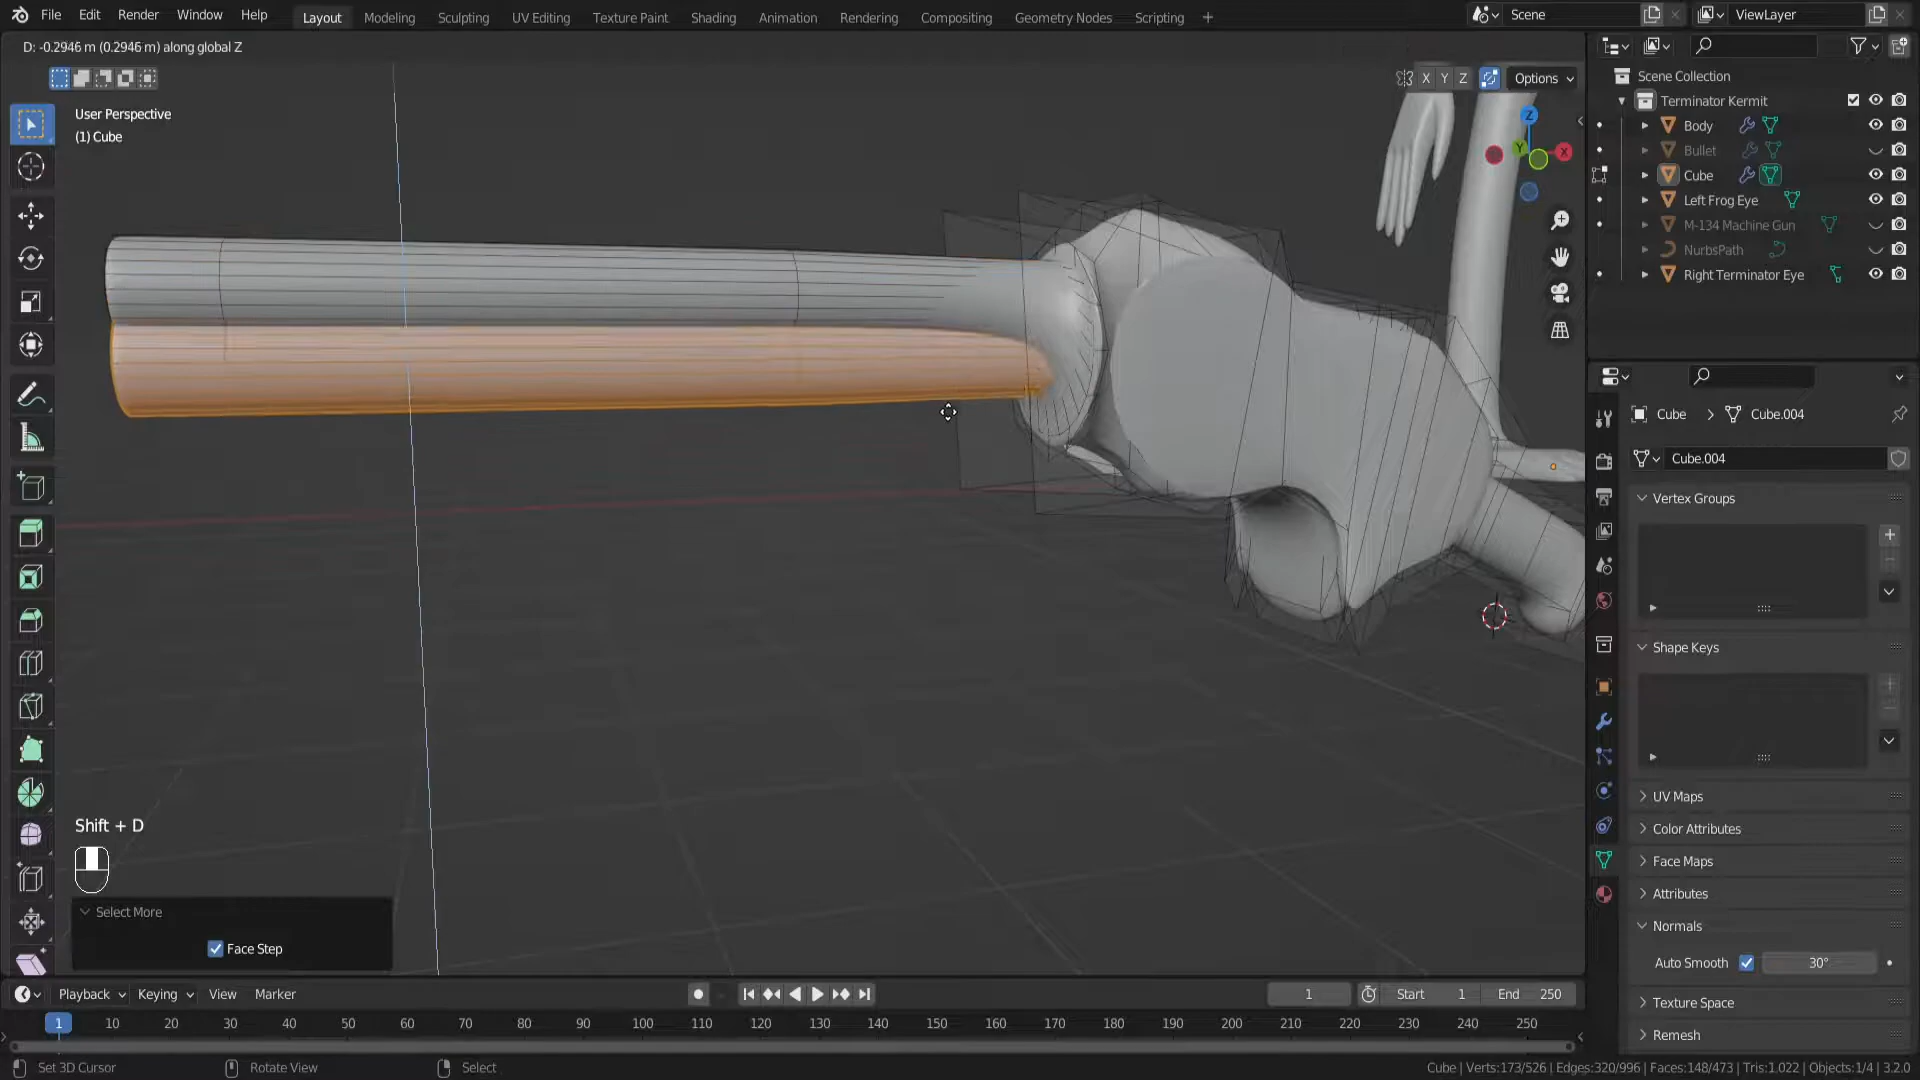 File Edit Render Window Help Layout Modeling Sculpting UV Editing Texture Paint Shading Animation Rendering Compositing Geometry Nodes Scripting + Scene ViewLayer
D: -0.2946 m (0.2946 m) along global Z
X Y Z Options
User Perspective
(1) Cube
Z
Y
X
Scene Collection
Terminator Kermit
Body
Bullet
Cube
Left Frog Eye
M-134 Machine Gun
NurbsPath
Right Terminator Eye
Cube > Cube.004
Cube.004
Vertex Groups
Shape Keys
UV Maps
Color Attributes
Face Maps
Attributes
Normals
Auto Smooth 30°
Texture Space
Remesh
Shift + D
Select More
Face Step
Playback Keying View Marker 1 Start 1 End 250
1 10 20 30 40 50 60 70 80 90 100 110 120 130 140 150 160 170 180 190 200 210 220 230 240 250
Set 3D Cursor Rotate View Select Cube | Verts:173/526 | Edges:320/996 | Faces:148/473 | Tris:1.022 | Objects:1/4 | 3.2.0